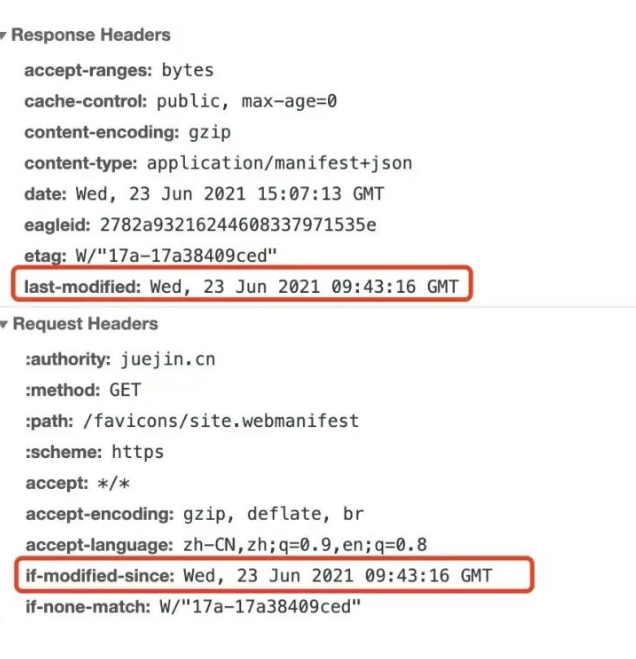 Response Headers
accept-ranges: bytes
cache-control: public, max-age=0
content-encoding: gzip
content-type: application/manifest+json
date: Wed, 23 Jun 2021 15:07:13 GMT
eagleid: 2782a93216244608337971535e
etag: W/"17a-17a38409ced"
last-modified: Wed, 23 Jun 2021 09:43:16 GMT
Request Headers
:authority: juejin.cn
:method: GET
:path: /favicons/site.webmanifest
:scheme: https
accept: */*
accept-encoding: gzip, deflate, br
accept-language: zh-CN,zh;q=0.9,en;q=0.8
if-modified-since: Wed, 23 Jun 2021 09:43:16 GMT
if-none-match: W/"17a-17a38409ced"